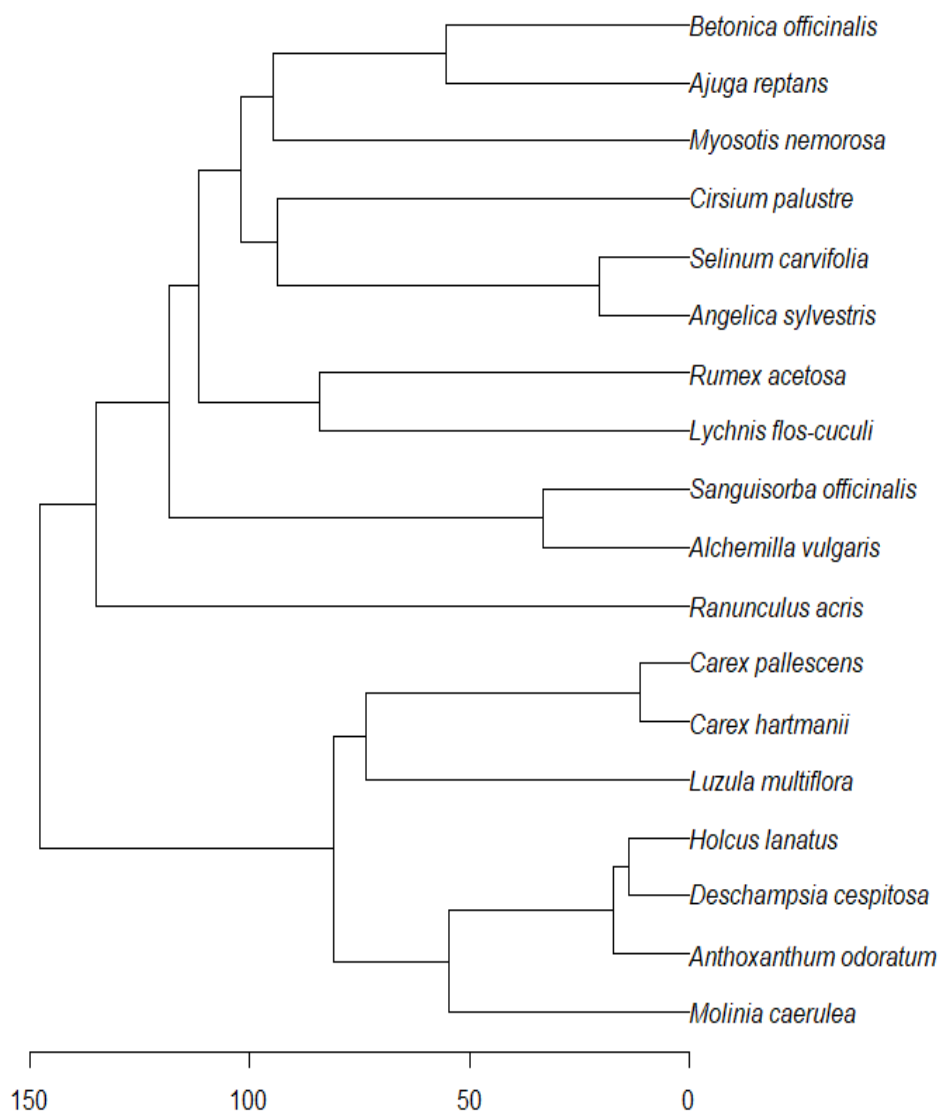 Betonica officinalis
Ajuga reptans
Myosotis nemorosa
Cirsium palustre
Selinum carvifolia
Angelica sylvestris
Rumex acetosa
Lychnis flos-cuculi
Sanguisorba officinalis
Alchemilla vulgaris
Ranunculus acris
Carex pallescens
Carex hartmanii
Luzula multiflora
Holcus lanatus
Deschampsia cespitosa
Anthoxanthum odoratum
Molinia caerulea
150 100 50 0